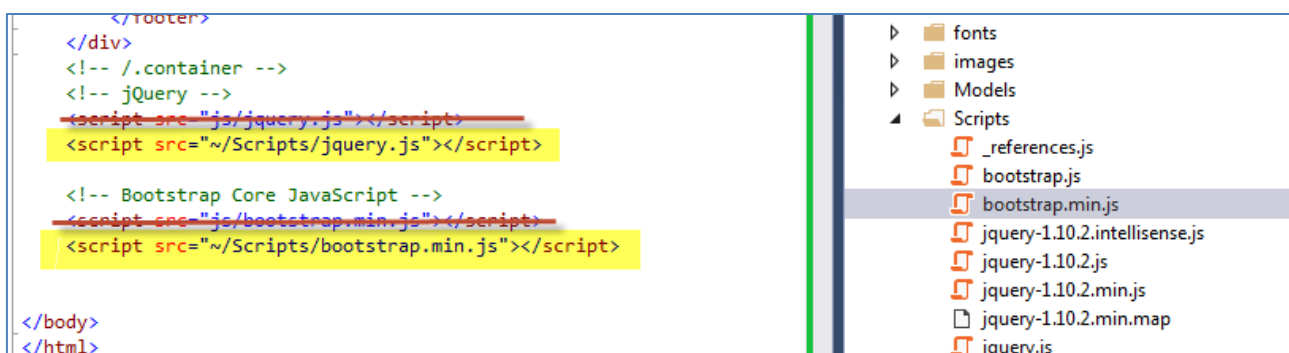 </footer>
</div>
<!-- /.container -->
<!-- jQuery -->
<script src="js/jquery.js"></script>
<script src="~/Scripts/jquery.js"></script>
<!-- Bootstrap Core JavaScript -->
<script src="js/bootstrap.min.js"></script>
<script src="~/Scripts/bootstrap.min.js"></script>
</body>
</html>
fonts
images
Models
Scripts
_references.js
bootstrap.js
bootstrap.min.js
jquery-1.10.2.intellisense.js
jquery-1.10.2.js
jquery-1.10.2.min.js
jquery-1.10.2.min.map
jquery.js